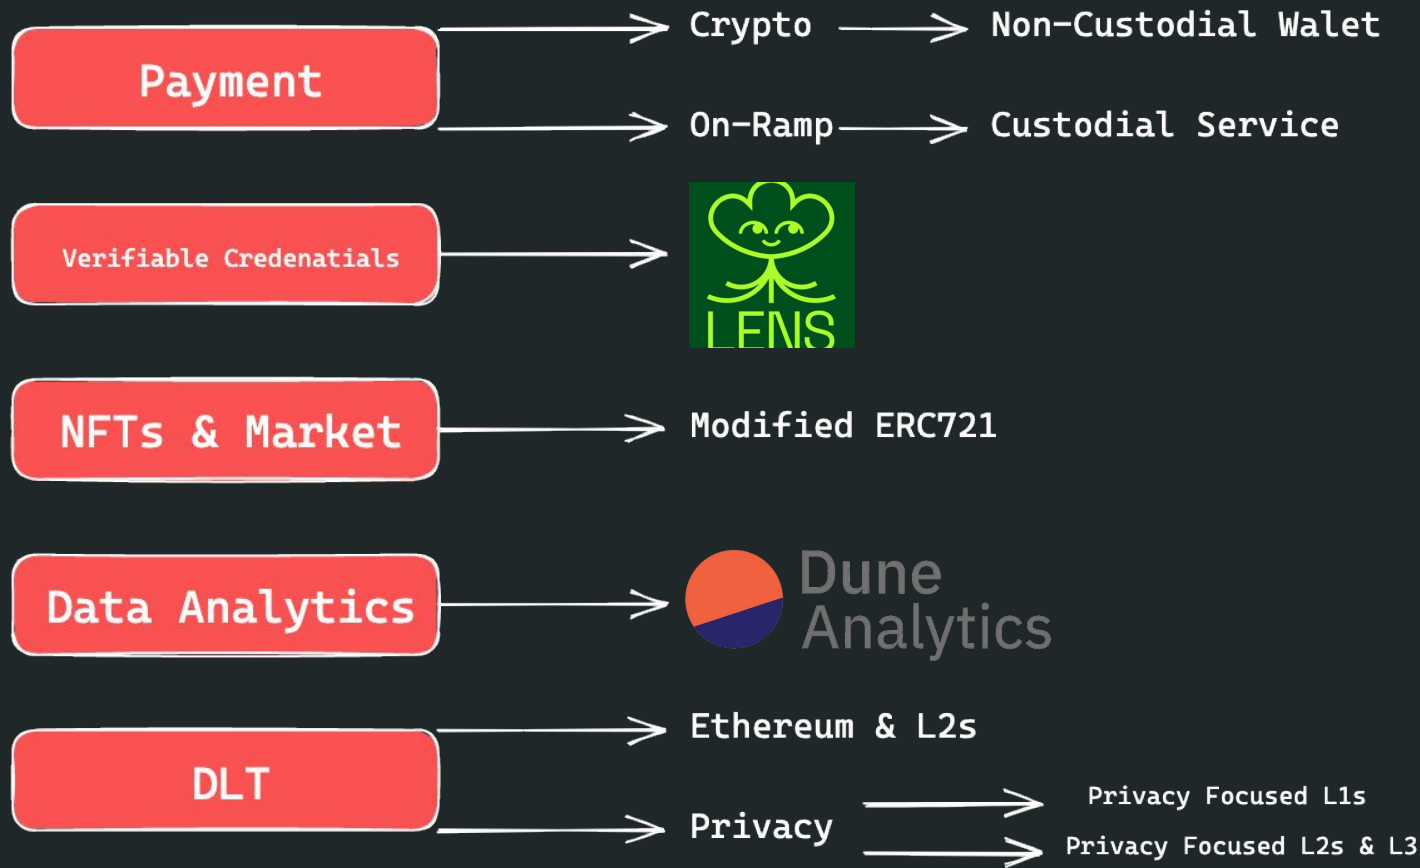 Payment
Crypto
Non-Custodial Walet
On-Ramp
Custodial Service
Verifiable Credenatials
LENS
NFTs & Market
Modified ERC721
Data Analytics
Dune
Analytics
DLT
Ethereum & L2s
Privacy
Privacy Focused L1s
Privacy Focused L2s & L3